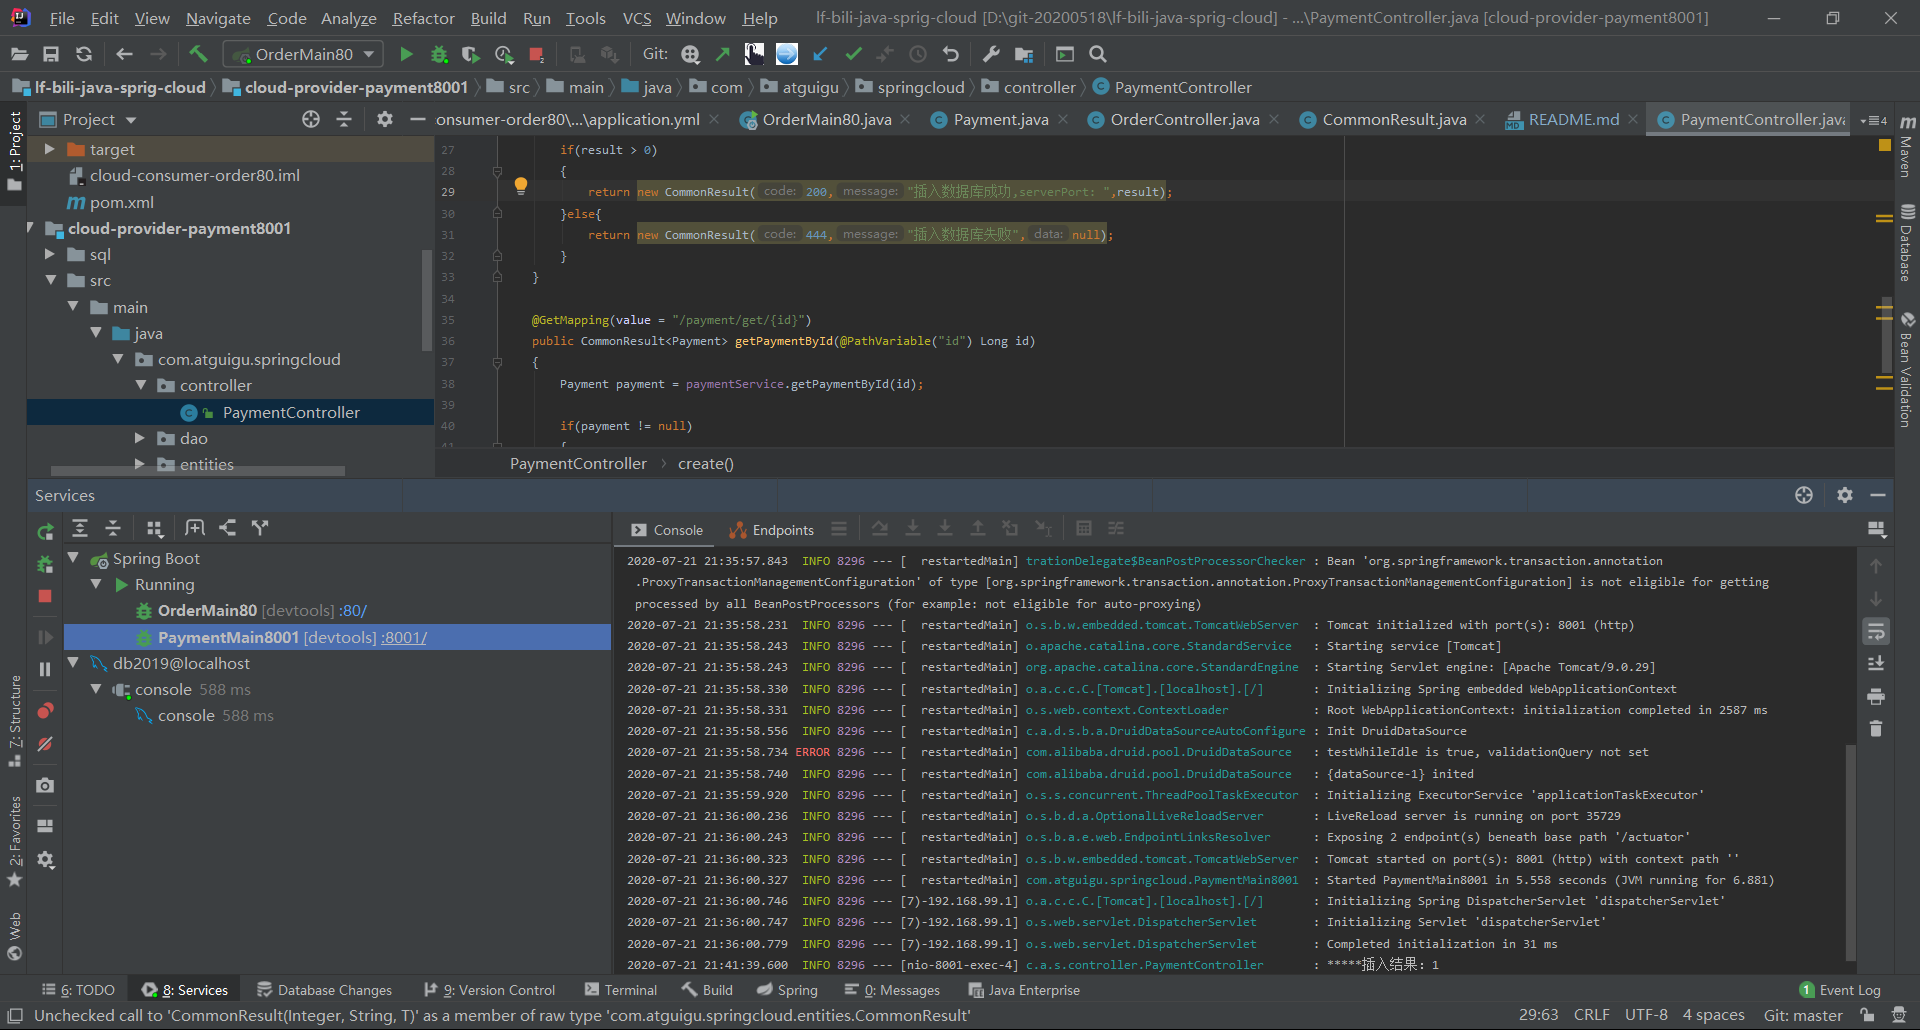 File Edit View Navigate Code Analyze Refactor Build Run Tools VCS Window Help lf-bili-java-sprig-cloud [D:\git-20200518\lf-bili-java-sprig-cloud] - ...\PaymentController.java [cloud-provider-payment8001]
OrderMain80 Git:
lf-bili-java-sprig-cloud cloud-provider-payment8001 src main java com atguigu springcloud controller PaymentController
Project onsumer-order80\...\application.yml OrderMain80.java Payment.java OrderController.java CommonResult.java README.md PaymentController.java 4
1: Project
7: Structure
2: Favorites
Web
target
cloud-consumer-order80.iml
pom.xml
cloud-provider-payment8001
sql
src
main
java
com.atguigu.springcloud
controller
PaymentController
dao
entities
27 if(result > 0)
28 {
29 return new CommonResult( code: 200, message: "插入数据库成功,serverPort: ",result);
30 }else{
31 return new CommonResult( code: 444, message: "插入数据库失败", data: null);
32 }
33 }
34
35 @GetMapping(value = "/payment/get/{id}")
36 public CommonResult<Payment> getPaymentById(@PathVariable("id") Long id)
37 {
38 Payment payment = paymentService.getPaymentById(id);
39
40 if(payment != null)
41 {
PaymentController › create()
Maven
Database
Bean Validation
Services
Spring Boot
Running
OrderMain80 [devtools] :80/
PaymentMain8001 [devtools] :8001/
db2019@localhost
console 588 ms
console 588 ms
Console Endpoints
2020-07-21 21:35:57.843 INFO 8296 --- [ restartedMain] trationDelegate$BeanPostProcessorChecker : Bean 'org.springframework.transaction.annotation
.ProxyTransactionManagementConfiguration' of type [org.springframework.transaction.annotation.ProxyTransactionManagementConfiguration] is not eligible for getting
processed by all BeanPostProcessors (for example: not eligible for auto-proxying)
2020-07-21 21:35:58.231 INFO 8296 --- [ restartedMain] o.s.b.w.embedded.tomcat.TomcatWebServer : Tomcat initialized with port(s): 8001 (http)
2020-07-21 21:35:58.243 INFO 8296 --- [ restartedMain] o.apache.catalina.core.StandardService : Starting service [Tomcat]
2020-07-21 21:35:58.243 INFO 8296 --- [ restartedMain] org.apache.catalina.core.StandardEngine : Starting Servlet engine: [Apache Tomcat/9.0.29]
2020-07-21 21:35:58.330 INFO 8296 --- [ restartedMain] o.a.c.c.C.[Tomcat].[localhost].[/] : Initializing Spring embedded WebApplicationContext
2020-07-21 21:35:58.331 INFO 8296 --- [ restartedMain] o.s.web.context.ContextLoader : Root WebApplicationContext: initialization completed in 2587 ms
2020-07-21 21:35:58.556 INFO 8296 --- [ restartedMain] c.a.d.s.b.a.DruidDataSourceAutoConfigure : Init DruidDataSource
2020-07-21 21:35:58.734 ERROR 8296 --- [ restartedMain] com.alibaba.druid.pool.DruidDataSource : testWhileIdle is true, validationQuery not set
2020-07-21 21:35:58.740 INFO 8296 --- [ restartedMain] com.alibaba.druid.pool.DruidDataSource : {dataSource-1} inited
2020-07-21 21:35:59.920 INFO 8296 --- [ restartedMain] o.s.s.concurrent.ThreadPoolTaskExecutor : Initializing ExecutorService 'applicationTaskExecutor'
2020-07-21 21:36:00.236 INFO 8296 --- [ restartedMain] o.s.b.d.a.OptionalLiveReloadServer : LiveReload server is running on port 35729
2020-07-21 21:36:00.243 INFO 8296 --- [ restartedMain] o.s.b.a.e.web.EndpointLinksResolver : Exposing 2 endpoint(s) beneath base path '/actuator'
2020-07-21 21:36:00.323 INFO 8296 --- [ restartedMain] o.s.b.w.embedded.tomcat.TomcatWebServer : Tomcat started on port(s): 8001 (http) with context path ''
2020-07-21 21:36:00.327 INFO 8296 --- [ restartedMain] com.atguigu.springcloud.PaymentMain8001 : Started PaymentMain8001 in 5.558 seconds (JVM running for 6.881)
2020-07-21 21:36:00.746 INFO 8296 --- [7)-192.168.99.1] o.a.c.c.C.[Tomcat].[localhost].[/] : Initializing Spring DispatcherServlet 'dispatcherServlet'
2020-07-21 21:36:00.747 INFO 8296 --- [7)-192.168.99.1] o.s.web.servlet.DispatcherServlet : Initializing Servlet 'dispatcherServlet'
2020-07-21 21:36:00.779 INFO 8296 --- [7)-192.168.99.1] o.s.web.servlet.DispatcherServlet : Completed initialization in 31 ms
2020-07-21 21:41:39.600 INFO 8296 --- [nio-8001-exec-4] c.a.s.controller.PaymentController : *****插入结果：1
6: TODO 8: Services Database Changes 9: Version Control Terminal Build Spring 0: Messages Java Enterprise 1 Event Log
Unchecked call to 'CommonResult(Integer, String, T)' as a member of raw type 'com.atguigu.springcloud.entities.CommonResult' 29:63 CRLF UTF-8 4 spaces Git: master